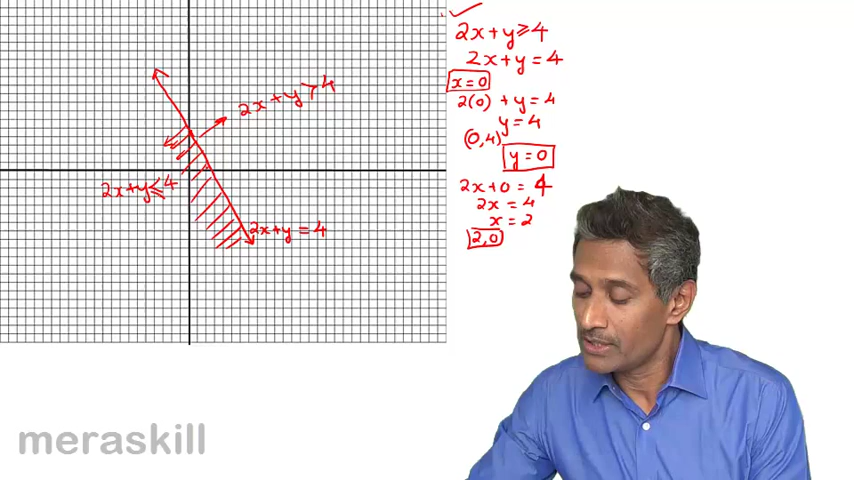 2x+y≥4
2x+y=4
x=0
2(0)+y=4
y=4
(0,4)
y=0
2x+0=4
2x=4
x=2
2,0
2x+y>4
2x+y≤4
2x+y=4
meraskill